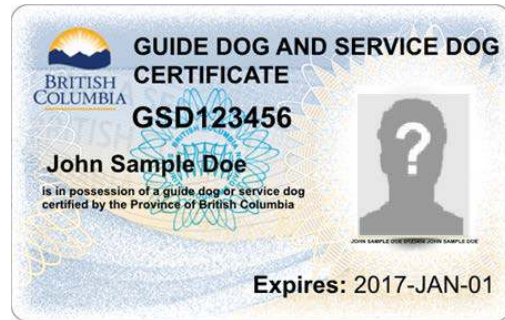 GUIDE DOG AND SERVICE DOG
CERTIFICATE
BRITISH
COLUMBIA
GSD123456
John Sample Doe
is in possession of a guide dog or service dog
certified by the Province of British Columbia
?
Expires: 2017-JAN-01